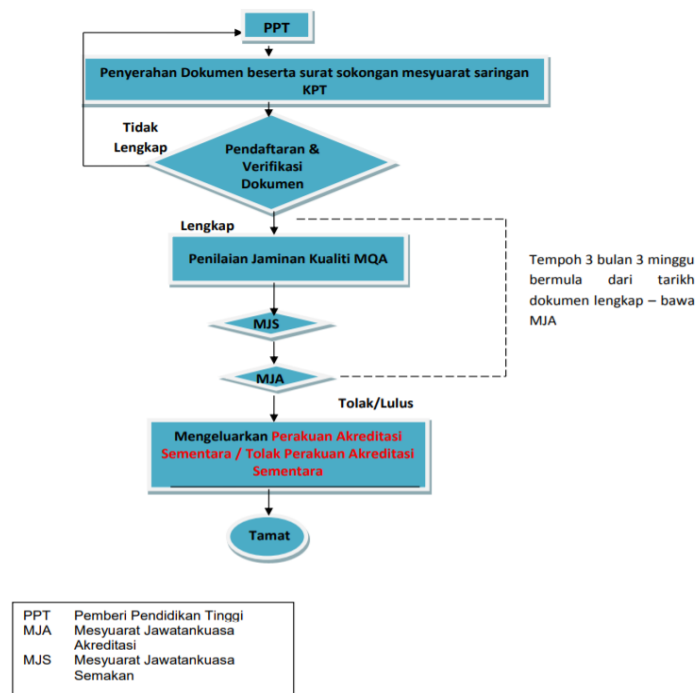 PPT
Penyerahan Dokumen beserta surat sokongan mesyuarat saringan
KPT
Tidak
Lengkap
Pendaftaran &
Verifikasi
Dokumen
Lengkap
Penilaian Jaminan Kualiti MQA
Tempoh 3 bulan 3 minggu
bermula dari tarikh
dokumen lengkap – bawa
MJA
MJS
MJA
Tolak/Lulus
Mengeluarkan Perakuan Akreditasi
Sementara / Tolak Perakuan Akreditasi
Sementara
Tamat
PPT Pemberi Pendidikan Tinggi
MJA Mesyuarat Jawatankuasa
Akreditasi
MJS Mesyuarat Jawatankuasa
Semakan